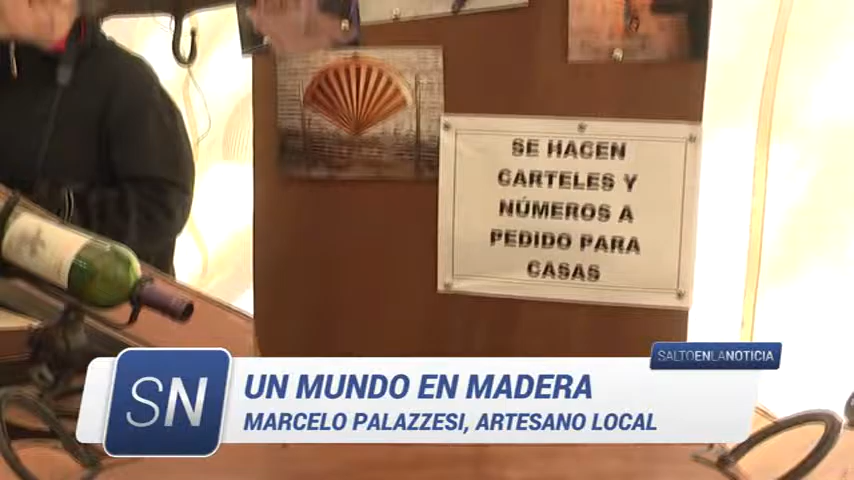 SE HACEN
CARTELES Y
NÚMEROS A
PEDIDO PARA
CASAS
SALTOENLANOTICIA
SN
UN MUNDO EN MADERA
MARCELO PALAZZESI, ARTESANO LOCAL